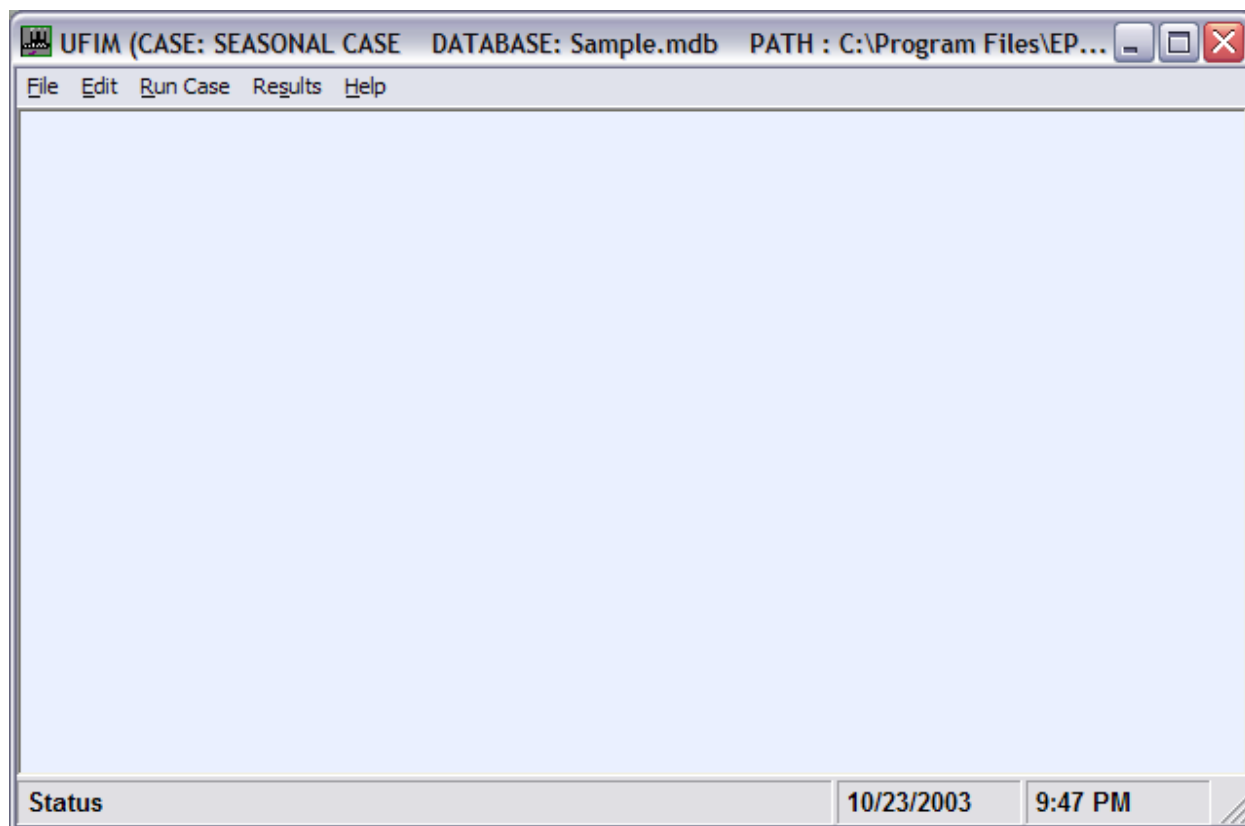 UFIM (CASE: SEASONAL CASE DATABASE: Sample.mdb PATH : C:\Program Files\EP...
File Edit Run Case Results Help
Status 10/23/2003 9:47 PM